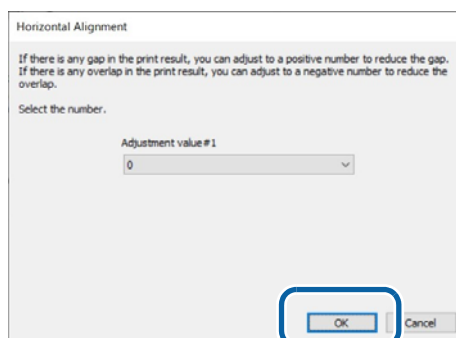 Horizontal Alignment
If there is any gap in the print result, you can adjust to a positive number to reduce the gap.
If there is any overlap in the print result, you can adjust to a negative number to reduce the
overlap.
Select the number.
Adjustment value#1
0
OK
Cancel